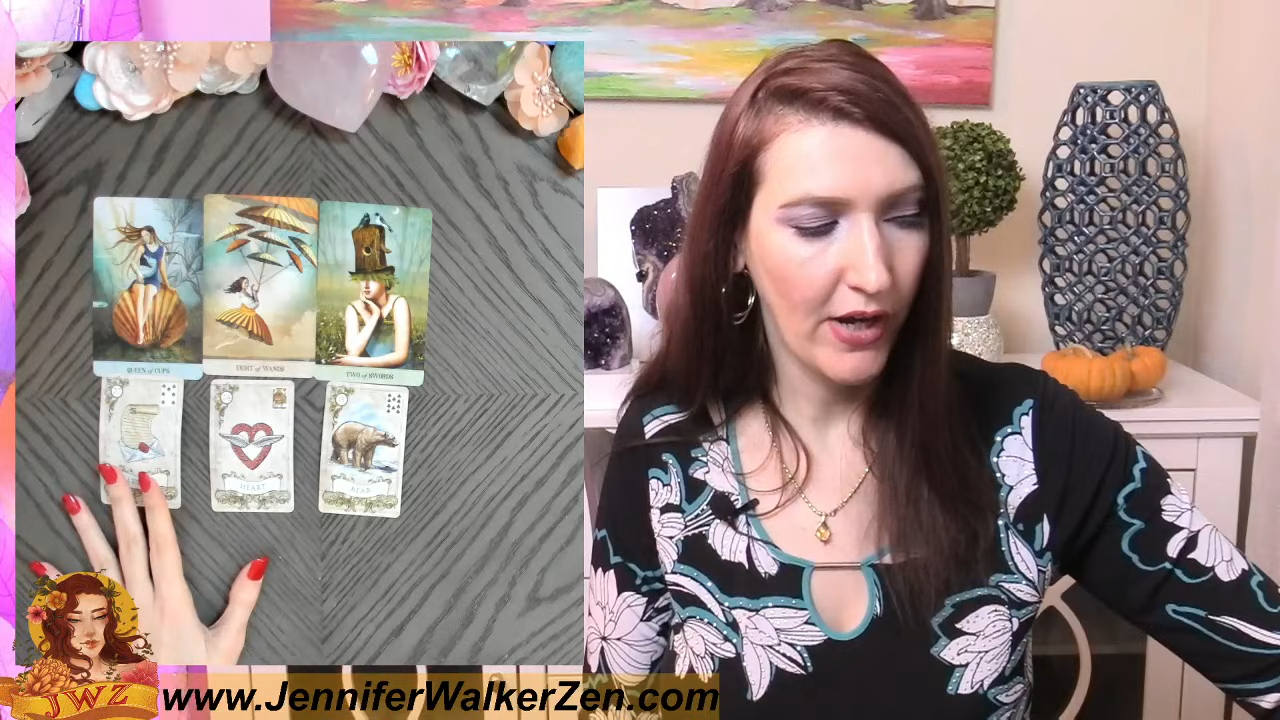 QUEEN of CUPS
EIGHT of WANDS
TWO of SWORDS
HEART
BEAR
JWZ
www.JenniferWalkerZen.com